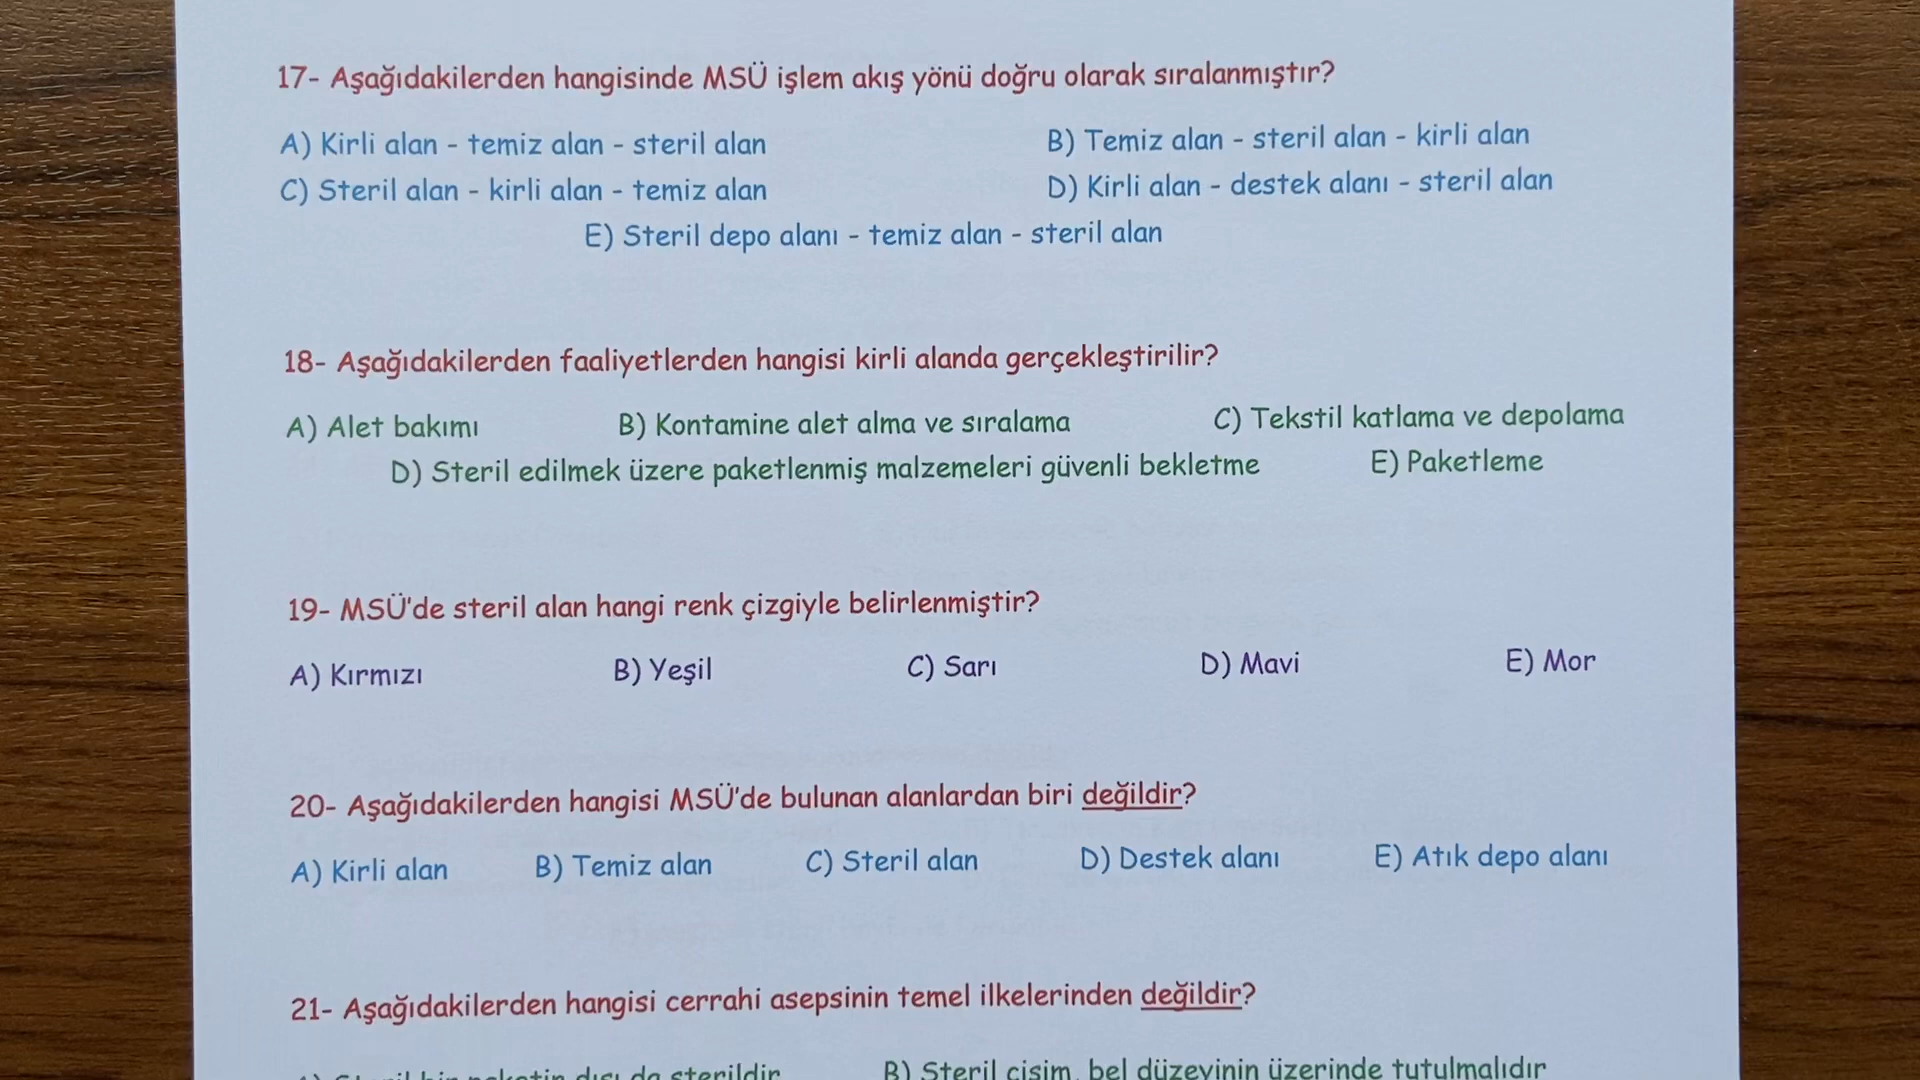 17- Aşağıdakilerden hangisinde MSÜ işlem akış yönü doğru olarak sıralanmıştır?
A) Kirli alan - temiz alan - steril alan B) Temiz alan - steril alan - kirli alan
C) Steril alan - kirli alan - temiz alan D) Kirli alan - destek alanı - steril alan
E) Steril depo alanı - temiz alan - steril alan
18- Aşağıdakilerden faaliyetlerden hangisi kirli alanda gerçekleştirilir?
A) Alet bakımı B) Kontamine alet alma ve sıralama C) Tekstil katlama ve depolama
D) Steril edilmek üzere paketlenmiş malzemeleri güvenli bekletme E) Paketleme
19- MSÜ'de steril alan hangi renk çizgiyle belirlenmiştir?
A) Kırmızı B) Yeşil C) Sarı D) Mavi E) Mor
20- Aşağıdakilerden hangisi MSÜ'de bulunan alanlardan biri değildir?
A) Kirli alan B) Temiz alan C) Steril alan D) Destek alanı E) Atık depo alanı
21- Aşağıdakilerden hangisi cerrahi asepsinin temel ilkelerinden değildir?
A) Steril bir paketin dışı da sterildir B) Steril cisim, bel düzeyinin üzerinde tutulmalıdır